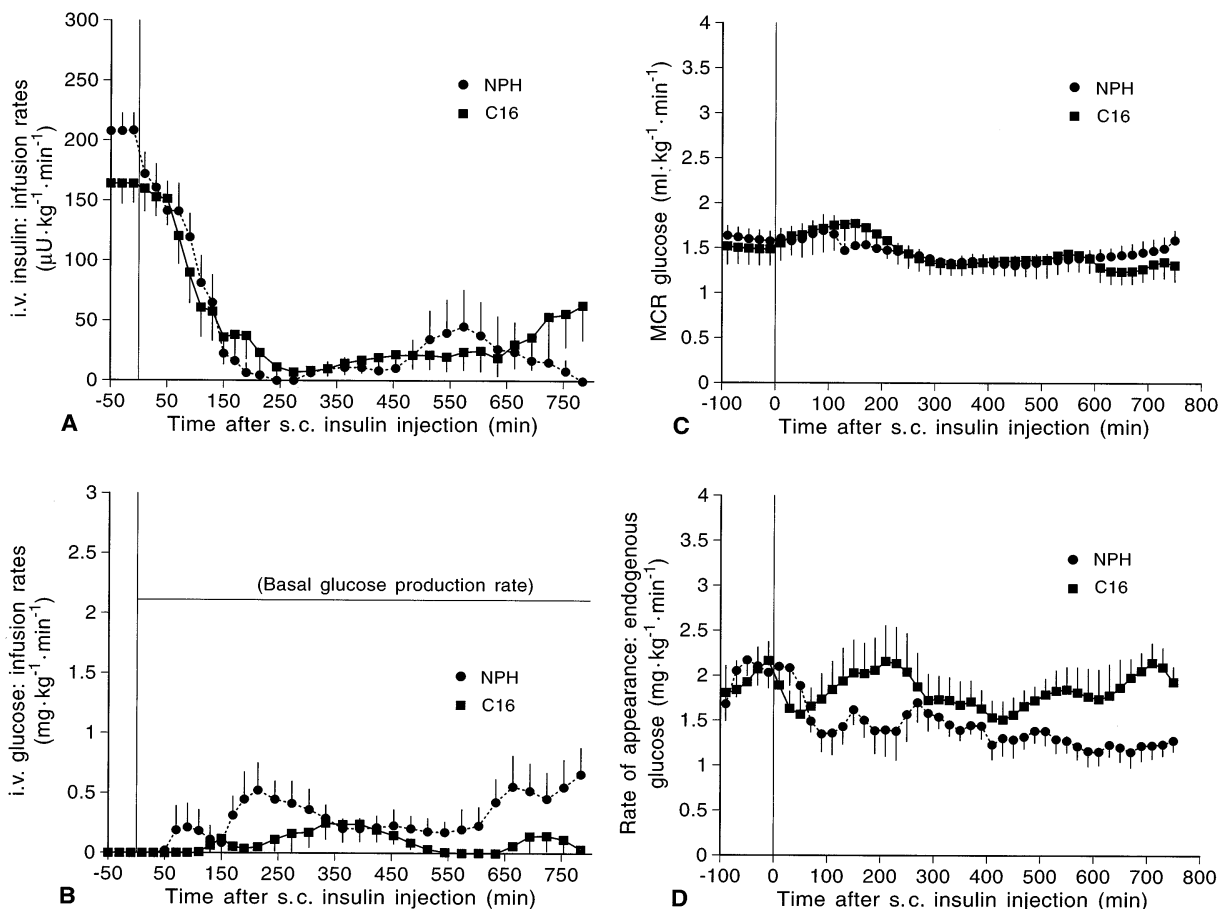 300
250
200
150
100
50
0
i.v. insulin: infusion rates
(µU·kg⁻¹·min⁻¹)
NPH
C16
-50 50 150 250 350 450 550 650 750
A
Time after s.c. insulin injection (min)
4
3.5
3
2.5
2
1.5
1
0.5
0
MCR glucose (ml·kg⁻¹·min⁻¹)
NPH
C16
-100 0 100 200 300 400 500 600 700 800
C
Time after s.c. insulin injection (min)
3
2.5
2
1.5
1
0.5
0
i.v. glucose: infusion rates
(mg·kg⁻¹·min⁻¹)
(Basal glucose production rate)
NPH
C16
-50 50 150 250 350 450 550 650 750
B
Time after s.c. insulin injection (min)
4
3.5
3
2.5
2
1.5
1
0.5
0
Rate of appearance: endogenous
glucose (mg·kg⁻¹·min⁻¹)
NPH
C16
-100 0 100 200 300 400 500 600 700 800
D
Time after s.c. insulin injection (min)